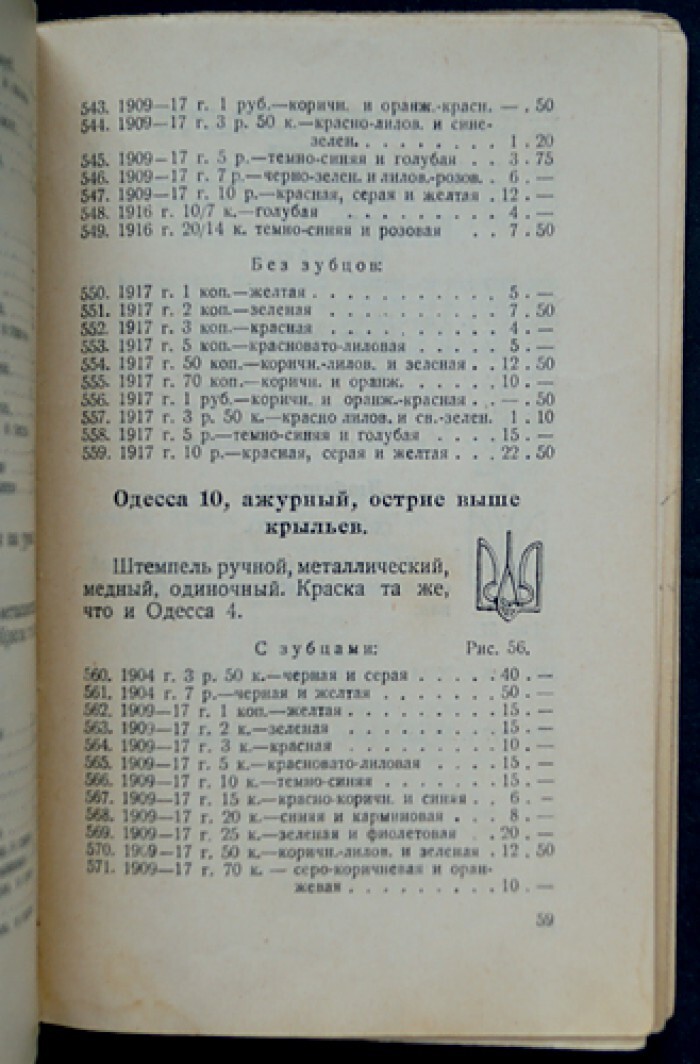 543. 1909—17 г. 1 руб.—коричн. и оранж.-красн. — . 50
544. 1909—17 г. 3 р. 50 к.—красно-лилов. и сине-
зелен. . . . . . . . . 1 . 20
545. 1909—17 г. 5 р.—темно-синяя и голубая . . 3 . 75
546. 1909—17 г. 7 р.—черно-зелен. и лилов.-розов. . 6 . —
547. 1909—17 г. 10 р.—красная, серая и желтая . 12 . —
548. 1916 г. 10/7 к.—голубая . . . . . . . . . 4 . —
549. 1916 г. 20/14 к. темно-синяя и розовая . . 7 . 50
Без зубцов:
550. 1917 г. 1 коп.—желтая . . . . . . . . . . 5 . —
551. 1917 г. 2 коп.—зеленая . . . . . . . . . 7 . 50
552. 1917 г. 3 коп.—красная . . . . . . . . . 4 . —
553. 1917 г. 5 коп.—красновато-лиловая . . . . . 5 . —
554. 1917 г. 50 коп.—коричн.-лилов. и зеленая . . 12 . 50
555. 1917 г. 70 коп.—коричн. и оранж. . . . . . 10 . —
556. 1917 г. 1 руб.—коричн. и оранж.-красная . . — . 50
557. 1917 г. 3 р. 50 к.—красно лилов. и св.-зелен. 1 . 10
558. 1917 г. 5 р.—темно-синяя и голубая . . . . 15 . —
559. 1917 г. 10 р.—красная, серая и желтая . . . 22 . 50
Одесса 10, ажурный, острие выше
крыльев.
Штемпель ручной, металлический,
медный, одиночный. Краска та же,
что и Одесса 4.
С зубцами: Рис. 56.
560. 1904 г. 3 р. 50 к.—черная и серая . . . . . 40 . —
561. 1904 г. 7 р.—черная и желтая . . . . . . . 50 . —
562. 1909—17 г. 1 коп.—желтая . . . . . . . . 15 . —
563. 1909—17 г. 2 к.—зеленая . . . . . . . . . 15 . —
564. 1909—17 г. 3 к.—красная . . . . . . . . . 10 . —
565. 1909—17 г. 5 к.—красновато-лиловая . . . . 15 . —
566. 1909—17 г. 10 к.—темно-синяя . . . . . . . 15 . —
567. 1909—17 г. 15 к.—красно-коричн. и синяя . . 6 . —
568. 1909—17 г. 20 к.—синяя и карминовая . . . 8 . —
569. 1909—17 г. 25 к.—зеленая и фиолетовая . . 20 . —
570. 1909—17 г. 50 к.—коричн.-лилов. и зеленая . 12 . 50
571. 1909—17 г. 70 к. — серо-коричневая и оран-
жевая . . . . . . . . . 10 . —
59